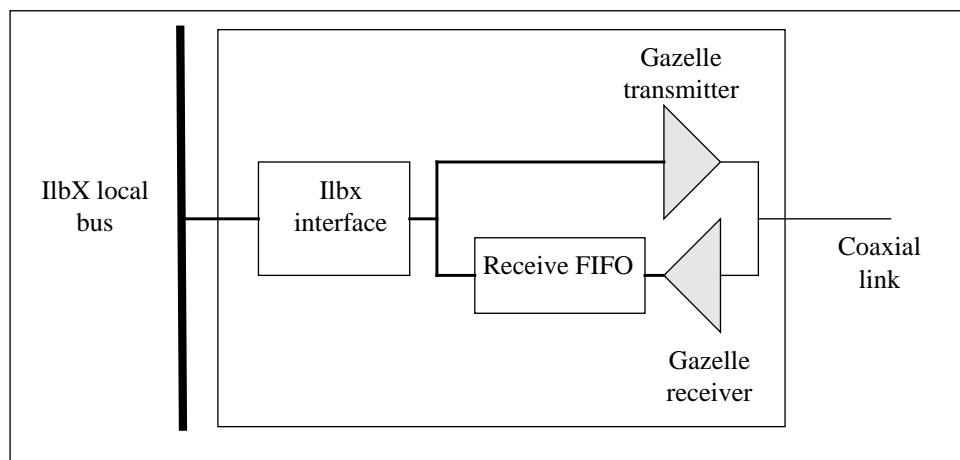 Gazelle
transmitter
IlbX local
bus
Ilbx
interface
Receive FIFO
Coaxial
link
Gazelle
receiver